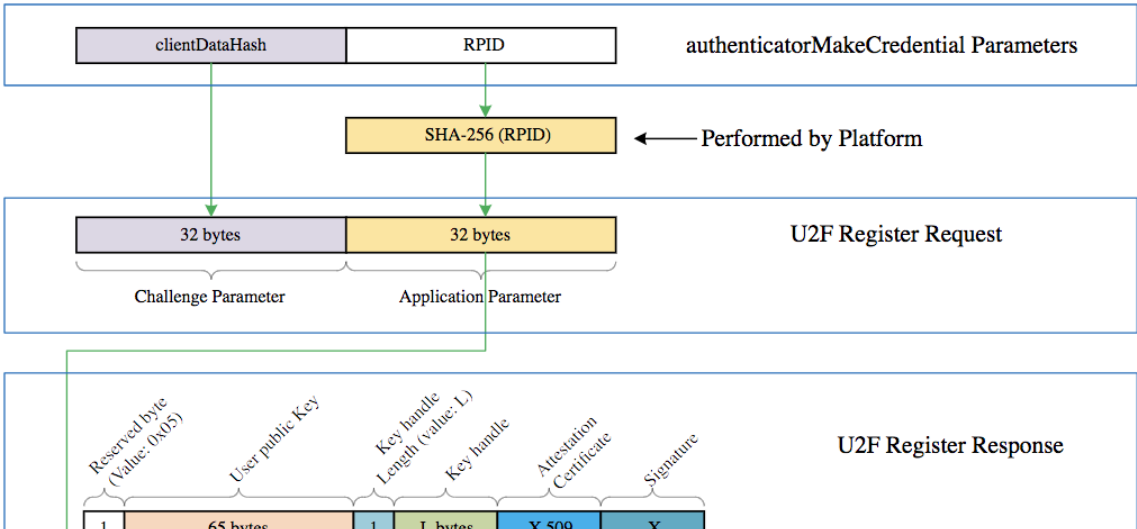 clientDataHash
RPID
authenticatorMakeCredential Parameters
SHA-256 (RPID)
Performed by Platform
32 bytes
32 bytes
U2F Register Request
Challenge Parameter
Application Parameter
Reserved byte
(Value: 0x05)
User public Key
Key handle
Length (value: L)
Key handle
Attestation
Certificate
Signature
U2F Register Response
1
65 bytes
1
L bytes
X.509
X